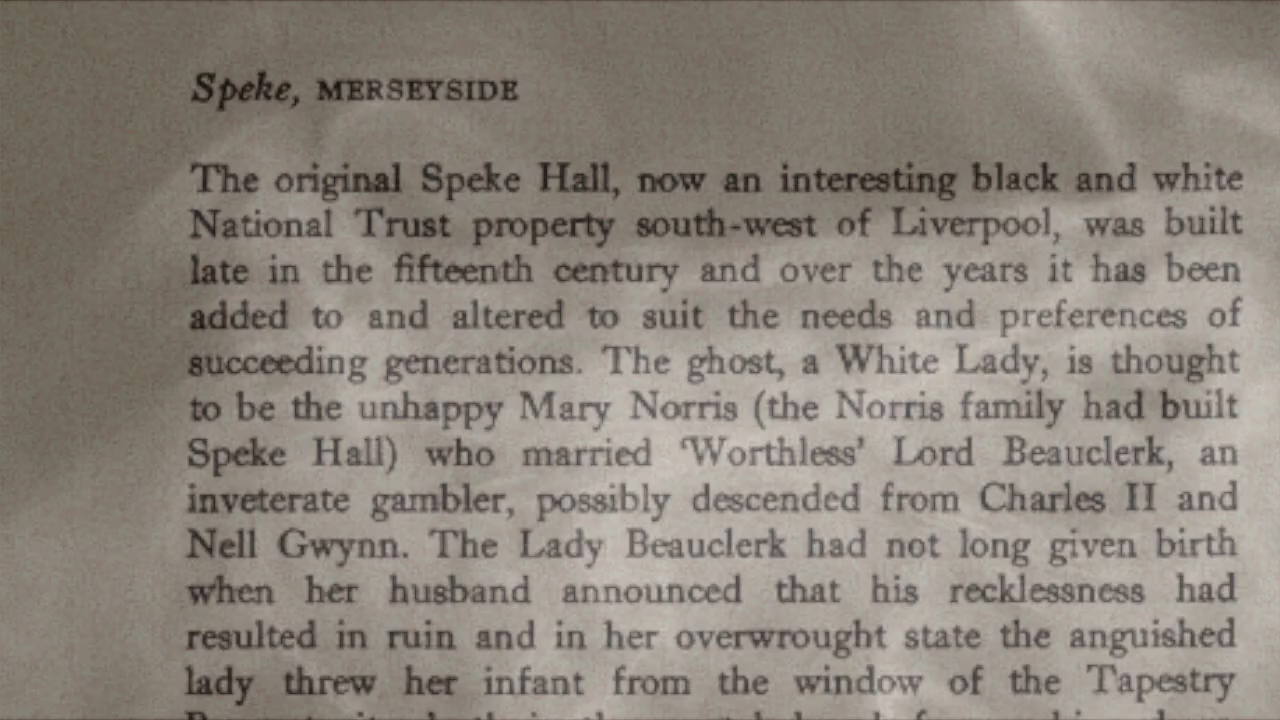 Speke, MERSEYSIDE
The original Speke Hall, now an interesting black and white
National Trust property south-west of Liverpool, was built
late in the fifteenth century and over the years it has been
added to and altered to suit the needs and preferences of
succeeding generations. The ghost, a White Lady, is thought
to be the unhappy Mary Norris (the Norris family had built
Speke Hall) who married ‘Worthless’ Lord Beauclerk, an
inveterate gambler, possibly descended from Charles II and
Nell Gwynn. The Lady Beauclerk had not long given birth
when her husband announced that his recklessness had
resulted in ruin and in her overwrought state the anguished
lady threw her infant from the window of the Tapestry